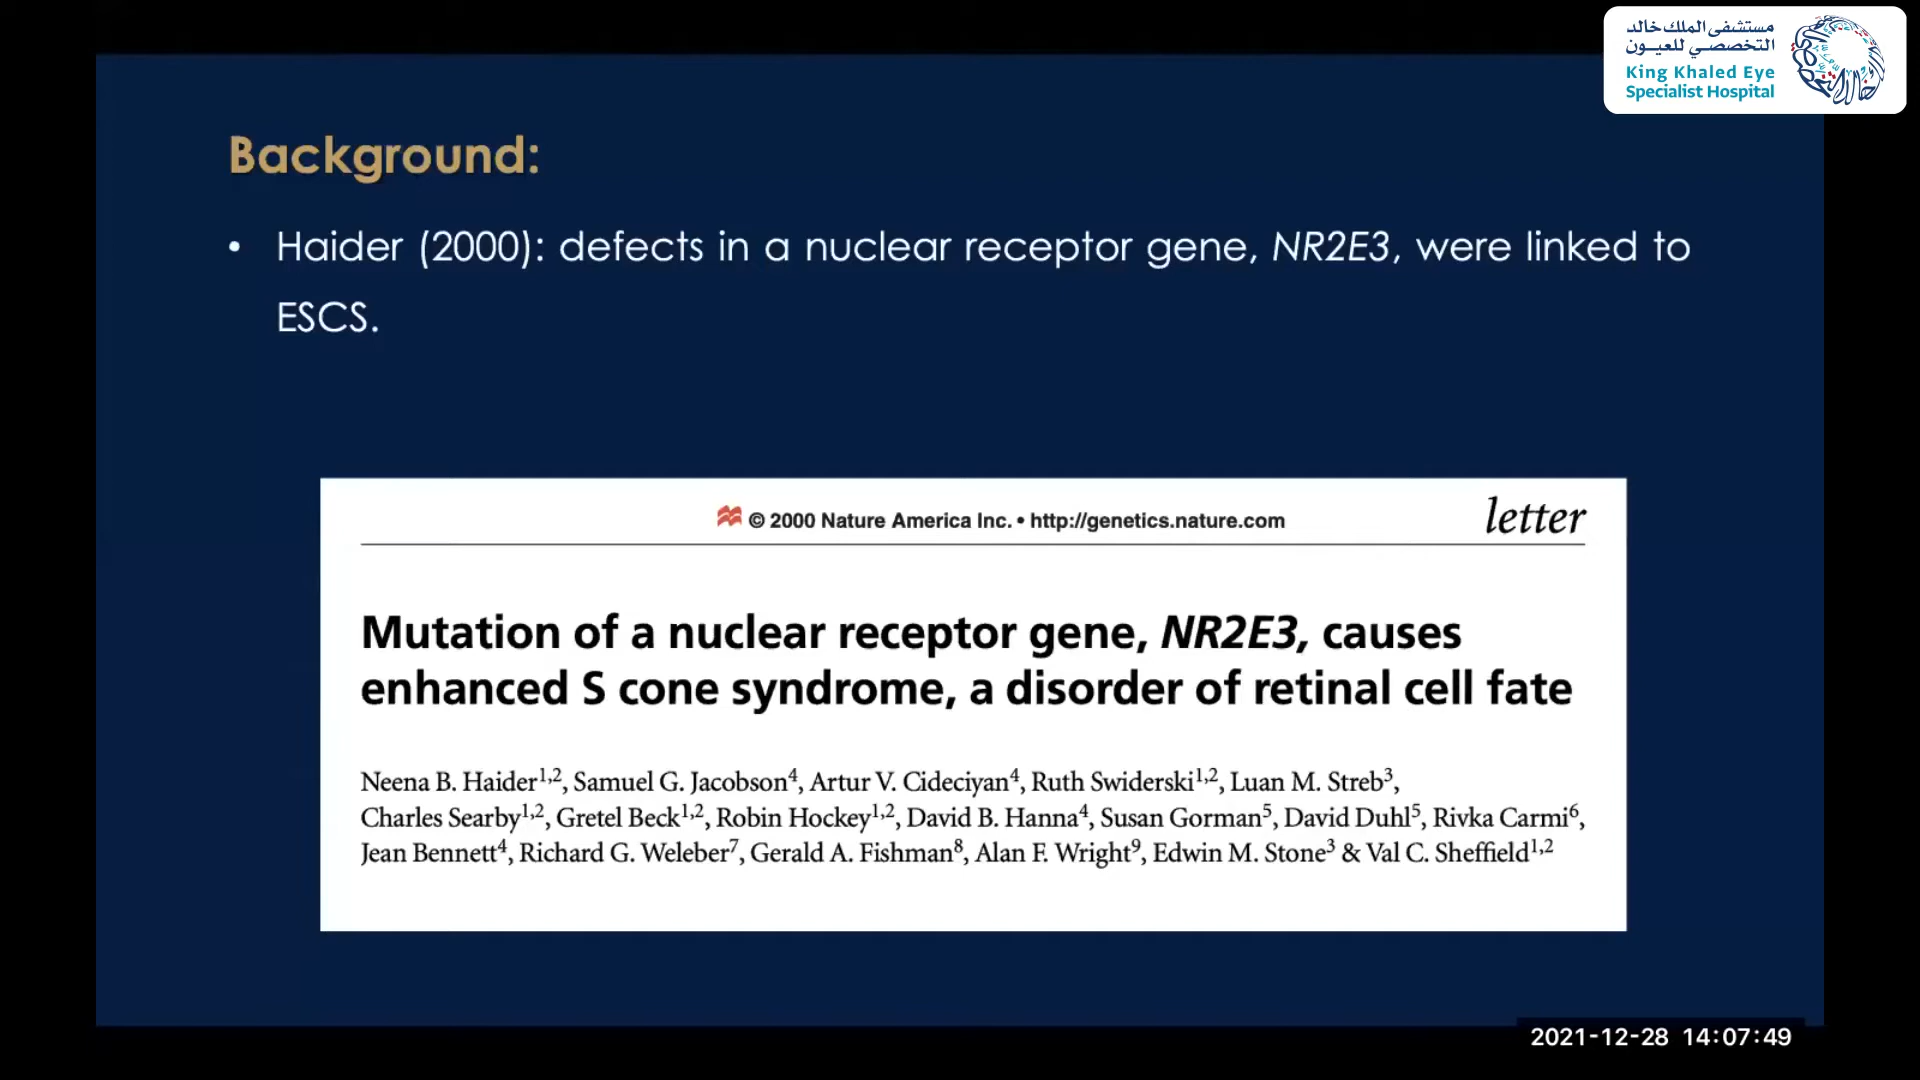 مستشفى الملك خالد
التخصصي للعيون
King Khaled Eye
Specialist Hospital
Background:
• Haider (2000): defects in a nuclear receptor gene, NR2E3, were linked to
ESCS.
© 2000 Nature America Inc. • http://genetics.nature.com
letter
Mutation of a nuclear receptor gene, NR2E3, causes
enhanced S cone syndrome, a disorder of retinal cell fate
Neena B. Haider1,2, Samuel G. Jacobson4, Artur V. Cideciyan4, Ruth Swiderski1,2, Luan M. Streb3,
Charles Searby1,2, Gretel Beck1,2, Robin Hockey1,2, David B. Hanna4, Susan Gorman5, David Duhl5, Rivka Carmi6,
Jean Bennett4, Richard G. Weleber7, Gerald A. Fishman8, Alan F. Wright9, Edwin M. Stone3 & Val C. Sheffield1,2
2021-12-28 14:07:49